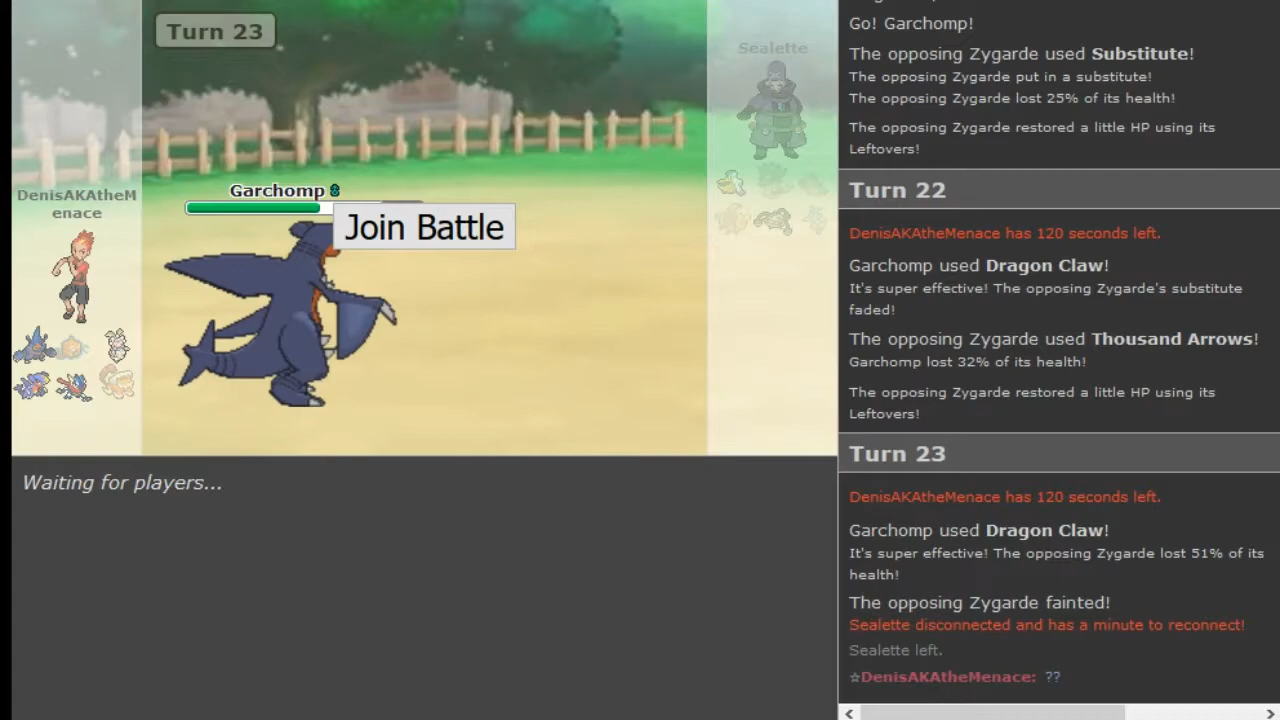 Turn 23
Sealette
DenisAKAtheM
enace
Garchomp
Join Battle
Waiting for players...
Go! Garchomp!
The opposing Zygarde used Substitute!
The opposing Zygarde put in a substitute!
The opposing Zygarde lost 25% of its health!
The opposing Zygarde restored a little HP using its
Leftovers!
Turn 22
DenisAKAtheMenace has 120 seconds left.
Garchomp used Dragon Claw!
It's super effective! The opposing Zygarde's substitute
faded!
The opposing Zygarde used Thousand Arrows!
Garchomp lost 32% of its health!
The opposing Zygarde restored a little HP using its
Leftovers!
Turn 23
DenisAKAtheMenace has 120 seconds left.
Garchomp used Dragon Claw!
It's super effective! The opposing Zygarde lost 51% of its
health!
The opposing Zygarde fainted!
Sealette disconnected and has a minute to reconnect!
Sealette left.
☆DenisAKAtheMenace: ??